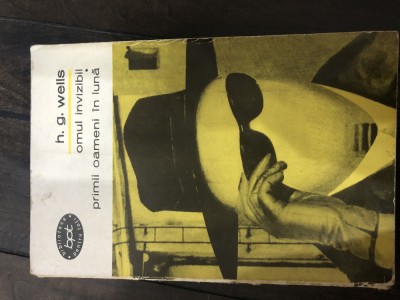 h. g. wells
omul invizibil
primii oameni în lună
bpt